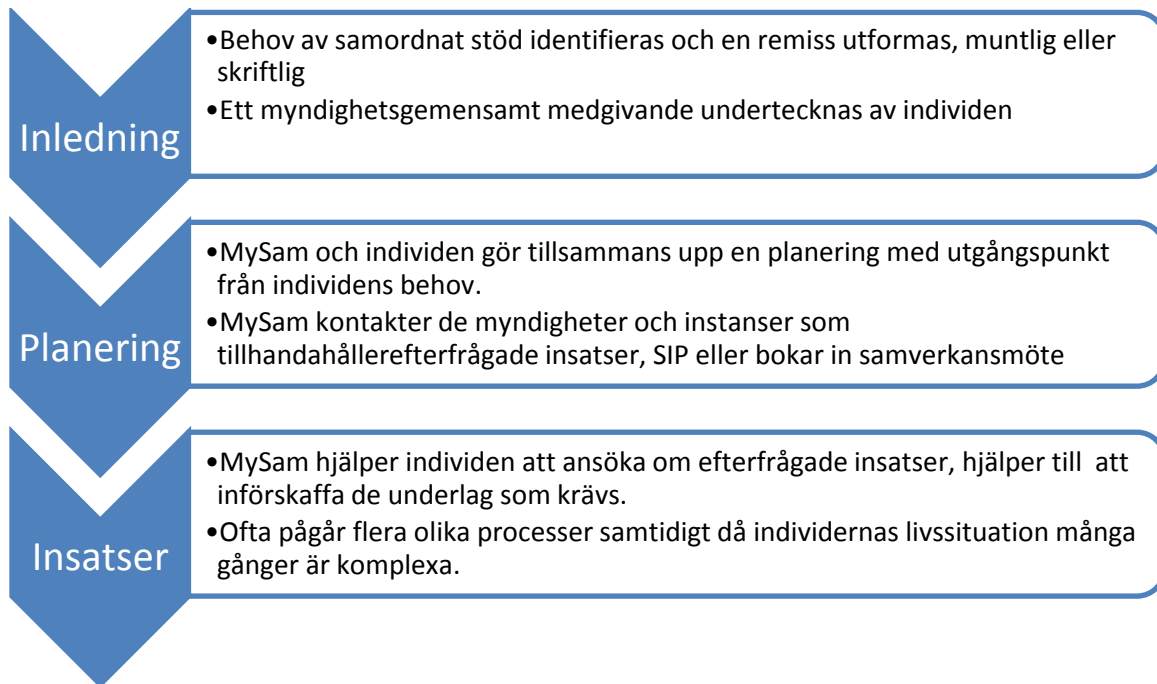 Inledning
•Behov av samordnat stöd identifieras och en remiss utformas, muntlig eller
skriftlig
•Ett myndighetsgemensamt medgivande undertecknas av individen
Planering
•MySam och individen gör tillsammans upp en planering med utgångspunkt
från individens behov.
•MySam kontakter de myndigheter och instanser som
tillhandahållerefterfrågade insatser, SIP eller bokar in samverkansmöte
Insatser
•MySam hjälper individen att ansöka om efterfrågade insatser, hjälper till  att
införskaffa de underlag som krävs.
•Ofta pågår flera olika processer samtidigt då individernas livssituation många
gånger är komplexa.